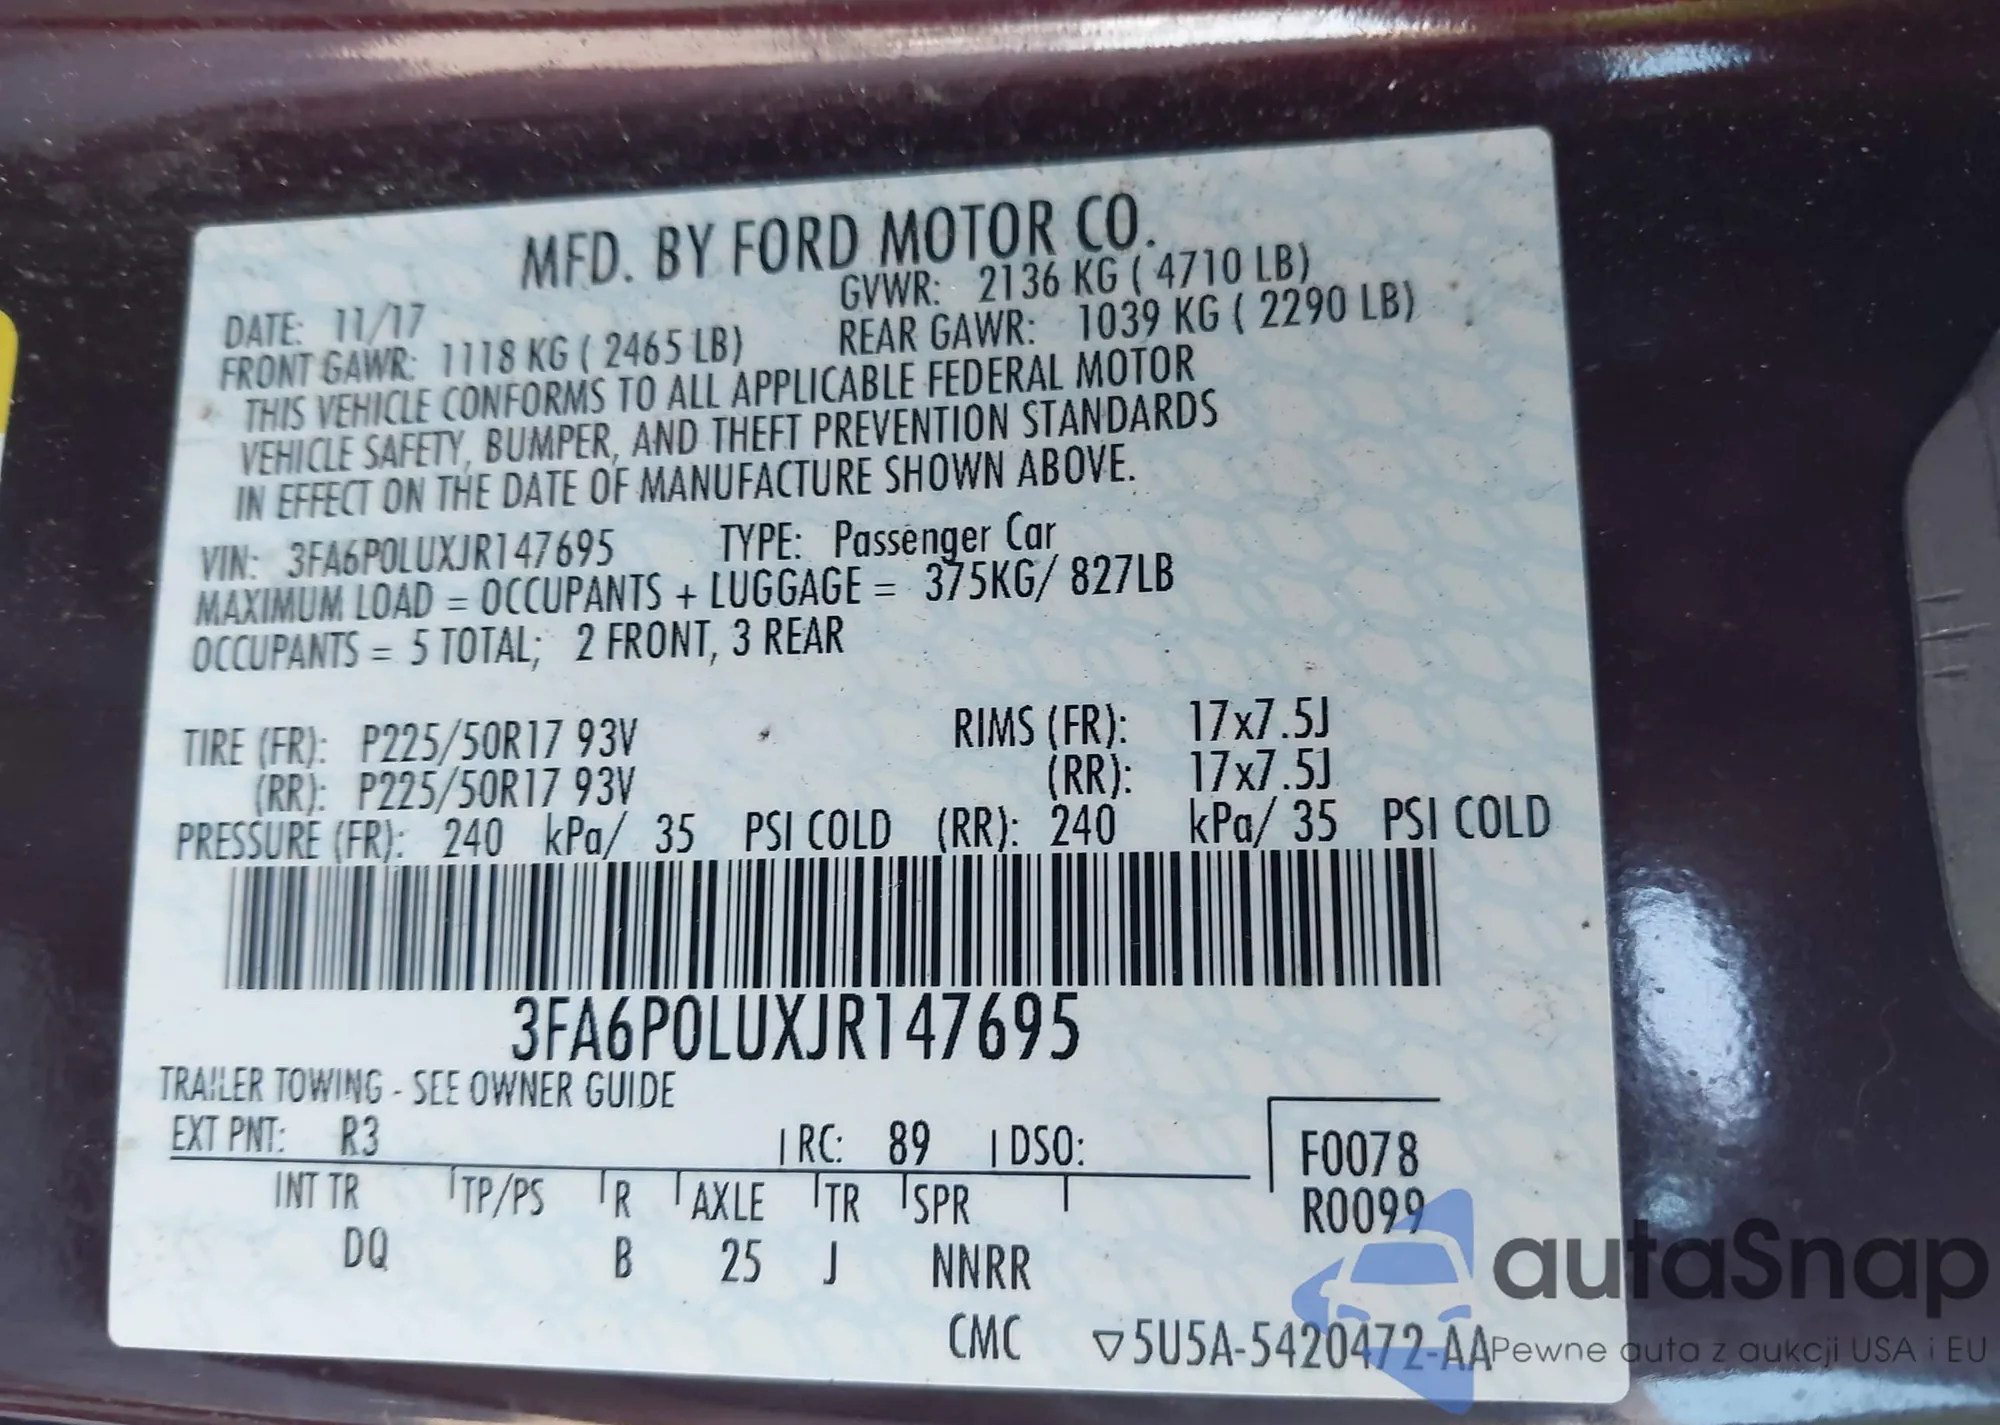 MFD. BY FORD MOTOR CO.
DATE: 11/17 GVWR: 2136 KG ( 4710 LB)
FRONT GAWR: 1118 KG ( 2465 LB) REAR GAWR: 1039 KG ( 2290 LB)
THIS VEHICLE CONFORMS TO ALL APPLICABLE FEDERAL MOTOR
VEHICLE SAFETY, BUMPER, AND THEFT PREVENTION STANDARDS
IN EFFECT ON THE DATE OF MANUFACTURE SHOWN ABOVE.
VIN: 3FA6P0LUXJR147695 TYPE: Passenger Car
MAXIMUM LOAD = OCCUPANTS + LUGGAGE = 375KG/ 827LB
OCCUPANTS = 5 TOTAL; 2 FRONT, 3 REAR
TIRE (FR): P225/50R17 93V RIMS (FR): 17x7.5J
(RR): P225/50R17 93V (RR): 17x7.5J
PRESSURE (FR): 240 kPa/ 35 PSI COLD (RR): 240 kPa/ 35 PSI COLD
3FA6P0LUXJR147695
TRAILER TOWING - SEE OWNER GUIDE
EXT PNT: R3 RC: 89 DSO: F0078
INT TR TP/PS R AXLE TR SPR R0099
DQ B 25 J NNRR
CMC ▽5U5A-5420472-AA
autaSnap
Pewne auta z aukcji USA i EU